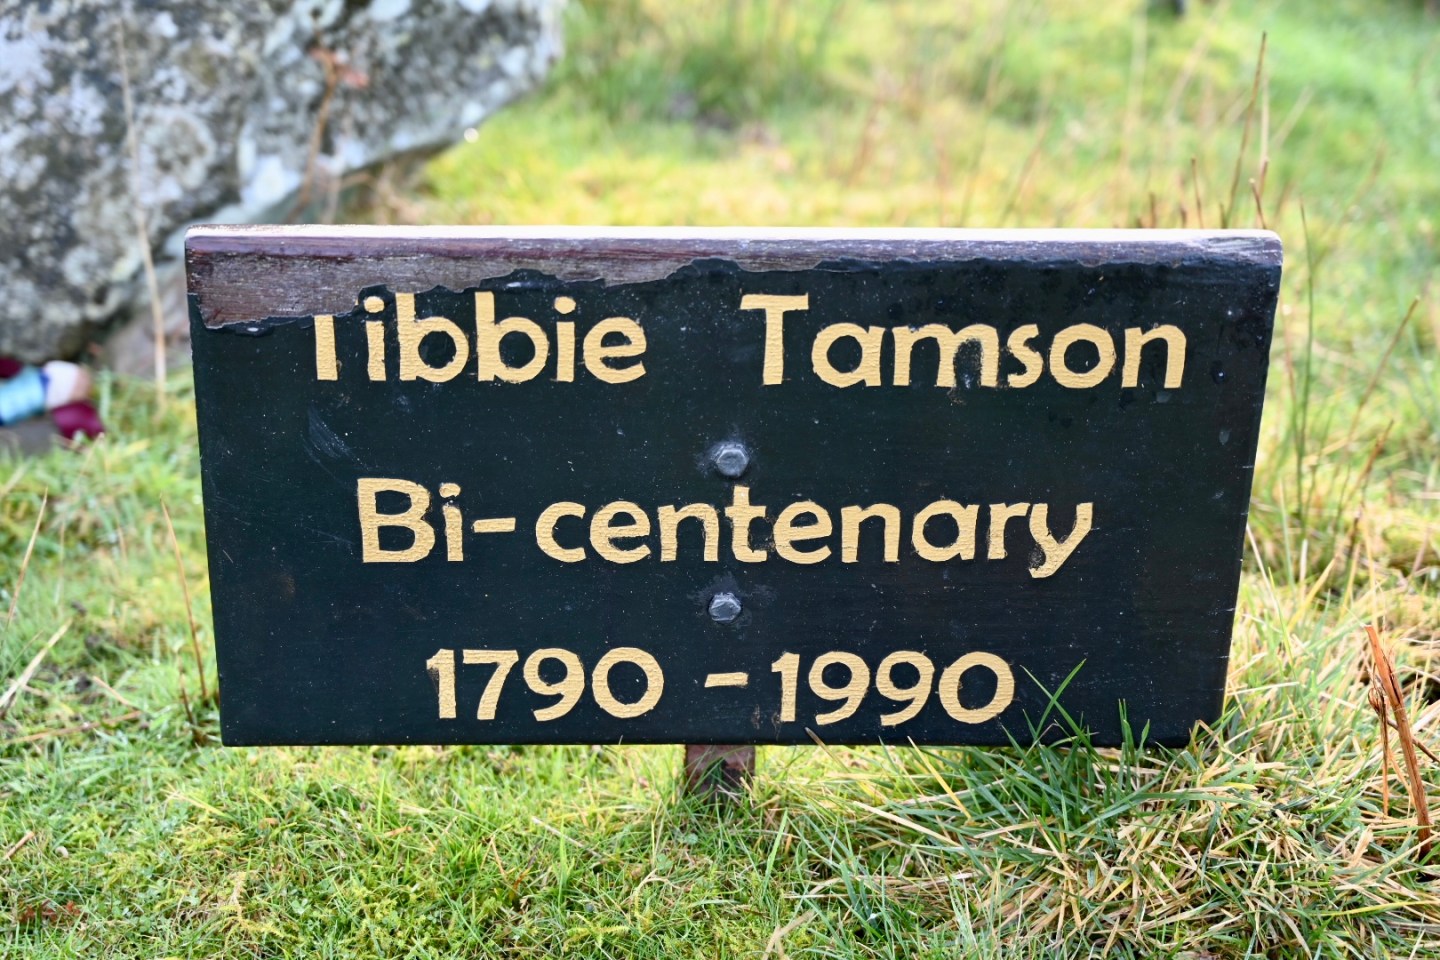 Tibbie Tamson
Bi-centenary
1790 - 1990